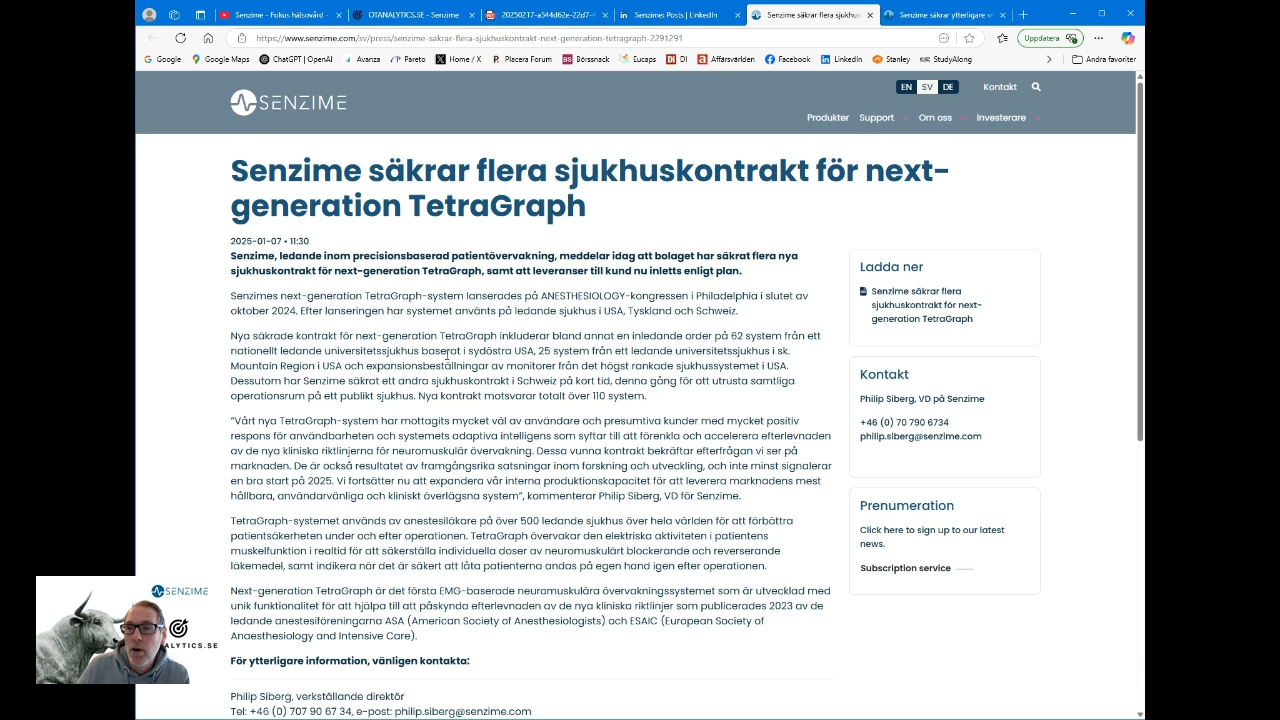 Senzime - Fokus hälsovård -
OTANALYTICS.SE - Senzime
20250217-a544d62e-22d7-4
Senzime: Posts | LinkedIn
Senzime säkrar flera sjukhus
Senzime säkrar ytterligare vi
https://www.senzime.com/sv/press/senzime-sakrar-flera-sjukhuskontrakt-next-generation-tetragraph-2291291
Uppdatera
Google
Google Maps
ChatGPT | OpenAI
Avanza
Pareto
Home / X
Placera Forum
Börssnack
Eucaps
DI
Affärsvärlden
Facebook
LinkedIn
Stanley
StudyAlong
Andra favoriter
SENZIME
EN SV DE
Kontakt
Produkter
Support
Om oss
Investerare
Senzime säkrar flera sjukhuskontrakt för next-
generation TetraGraph
2025-01-07 • 11:30
Senzime, ledande inom precisionsbaserad patientövervakning, meddelar idag att bolaget har säkrat flera nya
sjukhuskontrakt för next-generation TetraGraph, samt att leveranser till kund nu inletts enligt plan.
Senzimes next-generation TetraGraph-system lanserades på ANESTHESIOLOGY-kongressen i Philadelphia i slutet av
oktober 2024. Efter lanseringen har systemet använts på ledande sjukhus i USA, Tyskland och Schweiz.
Nya säkrade kontrakt för next-generation TetraGraph inkluderar bland annat en inledande order på 62 system från ett
nationellt ledande universitetssjukhus baserat i sydöstra USA, 25 system från ett ledande universitetssjukhus i sk.
Mountain Region i USA och expansionsbeställningar av monitorer från det högst rankade sjukhussystemet i USA.
Dessutom har Senzime säkrat ett andra sjukhuskontrakt i Schweiz på kort tid, denna gång för att utrusta samtliga
operationsrum på ett publikt sjukhus. Nya kontrakt motsvarar totalt över 110 system.
”Vårt nya TetraGraph-system har mottagits mycket väl av användare och presumtiva kunder med mycket positiv
respons för användbarheten och systemets adaptiva intelligens som syftar till att förenkla och accelerera efterlevnaden
av de nya kliniska riktlinjerna för neuromuskulär övervakning. Dessa vunna kontrakt bekräftar efterfrågan vi ser på
marknaden. De är också resultatet av framgångsrika satsningar inom forskning och utveckling, och inte minst signalerar
en bra start på 2025. Vi fortsätter nu att expandera vår interna produktionskapacitet för att leverera marknadens mest
hållbara, användarvänliga och kliniskt överlägsna system”, kommenterar Philip Siberg, VD för Senzime.
TetraGraph-systemet används av anestesiläkare på över 500 ledande sjukhus över hela världen för att förbättra
patientsäkerheten under och efter operationen. TetraGraph övervakar den elektriska aktiviteten i patientens
muskelfunktion i realtid för att säkerställa individuella doser av neuromuskulärt blockerande och reverserande
läkemedel, samt indikera när det är säkert att låta patienterna andas på egen hand igen efter operationen.
Next-generation TetraGraph är det första EMG-baserade neuromuskulära övervakningssystemet som är utvecklad med
unik funktionalitet för att hjälpa till att påskynda efterlevnaden av de nya kliniska riktlinjer som publicerades 2023 av de
ledande anestesiföreningarna ASA (American Society of Anesthesiologists) och ESAIC (European Society of
Anaesthesiology and Intensive Care).
För ytterligare information, vänligen kontakta:
Philip Siberg, verkställande direktör
Tel: +46 (0) 707 90 67 34, e-post: philip.siberg@senzime.com
Ladda ner
Senzime säkrar flera
sjukhuskontrakt för next-
generation TetraGraph
Kontakt
Philip Siberg, VD på Senzime
+46 (0) 70 790 6734
philip.siberg@senzime.com
Prenumeration
Click here to sign up to our latest
news.
Subscription service
SENZIME
ALYTICS.SE